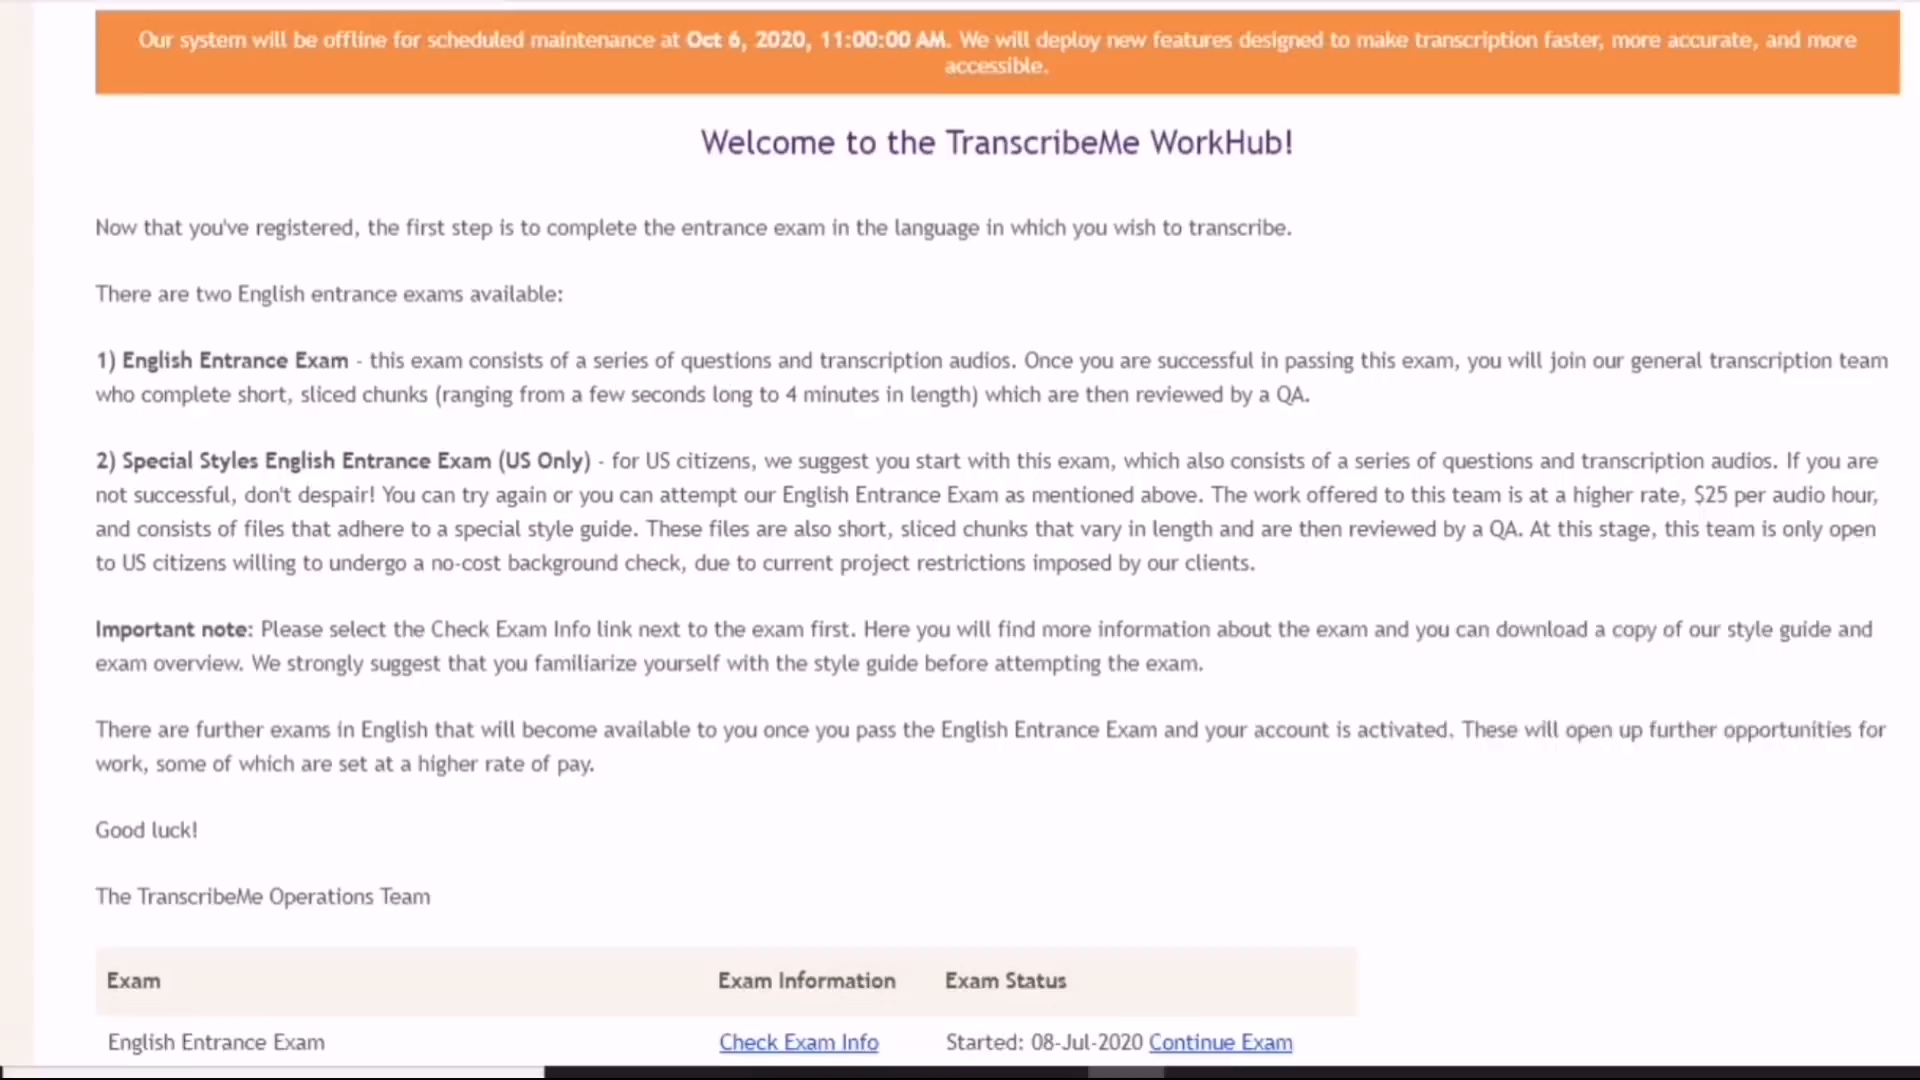 Our system will be offline for scheduled maintenance at Oct 6, 2020, 11:00:00 AM. We will deploy new features designed to make transcription faster, more accurate, and more
accessible.
Welcome to the TranscribeMe WorkHub!
Now that you've registered, the first step is to complete the entrance exam in the language in which you wish to transcribe.
There are two English entrance exams available:
1) English Entrance Exam - this exam consists of a series of questions and transcription audios. Once you are successful in passing this exam, you will join our general transcription team
who complete short, sliced chunks (ranging from a few seconds long to 4 minutes in length) which are then reviewed by a QA.
2) Special Styles English Entrance Exam (US Only) - for US citizens, we suggest you start with this exam, which also consists of a series of questions and transcription audios. If you are
not successful, don't despair! You can try again or you can attempt our English Entrance Exam as mentioned above. The work offered to this team is at a higher rate, $25 per audio hour,
and consists of files that adhere to a special style guide. These files are also short, sliced chunks that vary in length and are then reviewed by a QA. At this stage, this team is only open
to US citizens willing to undergo a no-cost background check, due to current project restrictions imposed by our clients.
Important note: Please select the Check Exam Info link next to the exam first. Here you will find more information about the exam and you can download a copy of our style guide and
exam overview. We strongly suggest that you familiarize yourself with the style guide before attempting the exam.
There are further exams in English that will become available to you once you pass the English Entrance Exam and your account is activated. These will open up further opportunities for
work, some of which are set at a higher rate of pay.
Good luck!
The TranscribeMe Operations Team
Exam Exam Information Exam Status
English Entrance Exam Check Exam Info Started: 08-Jul-2020 Continue Exam